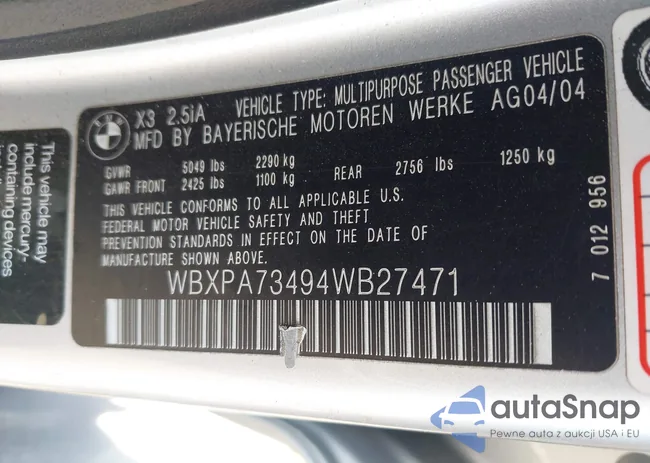 X3 2.5iA VEHICLE TYPE: MULTIPURPOSE PASSENGER VEHICLE
MFD BY BAYERISCHE MOTOREN WERKE AG04/04
GVWR 5049 lbs 2290 kg
GAWR FRONT 2425 lbs 1100 kg REAR 2756 lbs 1250 kg
THIS VEHICLE CONFORMS TO ALL APPLICABLE U.S.
FEDERAL MOTOR VEHICLE SAFETY AND THEFT
PREVENTION STANDARDS IN EFFECT ON THE DATE OF
MANUFACTURE SHOWN ABOVE.
WBXPA73494WB27471
7 012 956
This vehicle may
include mercury-
containing devices
autaSnap
Pewne auta z aukcji USA i EU